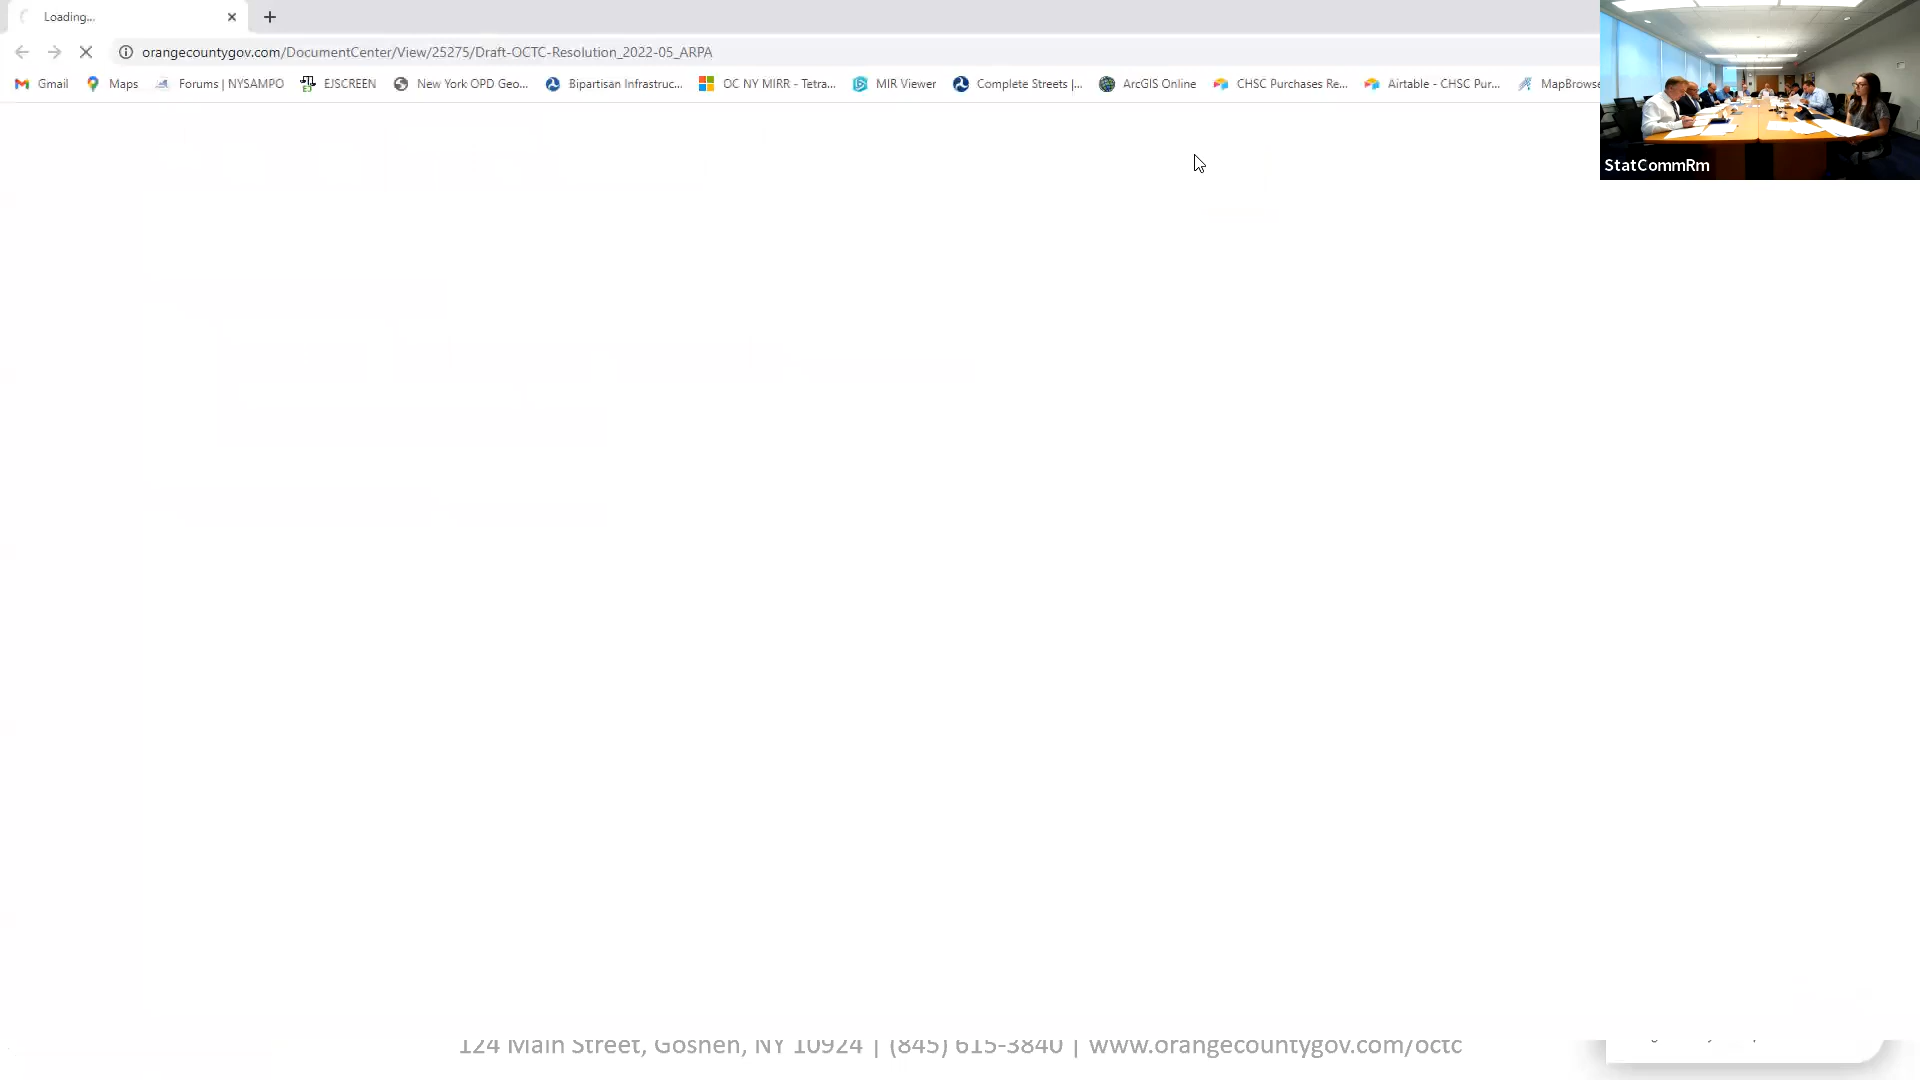 Loading...
orangecountygov.com/DocumentCenter/View/25275/Draft-OCTC-Resolution_2022-05_ARPA
Gmail Maps Forums | NYSAMPO EJSCREEN New York OPD Geo... Bipartisan Infrastruc... OC NY MIRR - Tetra... MIR Viewer Complete Streets |... ArcGIS Online CHSC Purchases Re... Airtable - CHSC Pur... MapBrowse
StatCommRm
124 Main Street, Goshen, NY 10924 | (845) 615-3840 | www.orangecountygov.com/octc